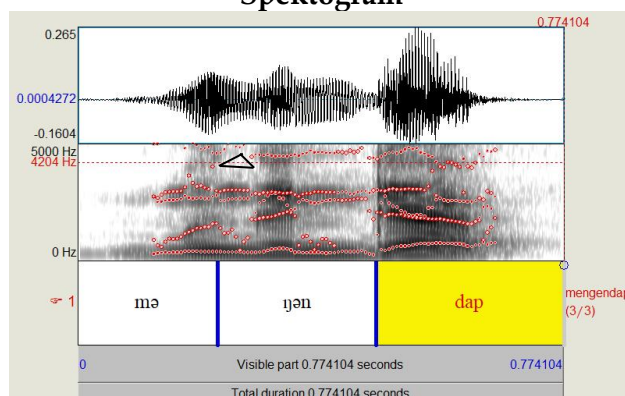 Spektogram
0.774104
0.265
0.0004272
-0.1604
5000 Hz
4204 Hz
0 Hz
1 mə ŋən dap mengendap
(3/3)
0 Visible part 0.774104 seconds 0.774104
Total duration 0.774104 seconds